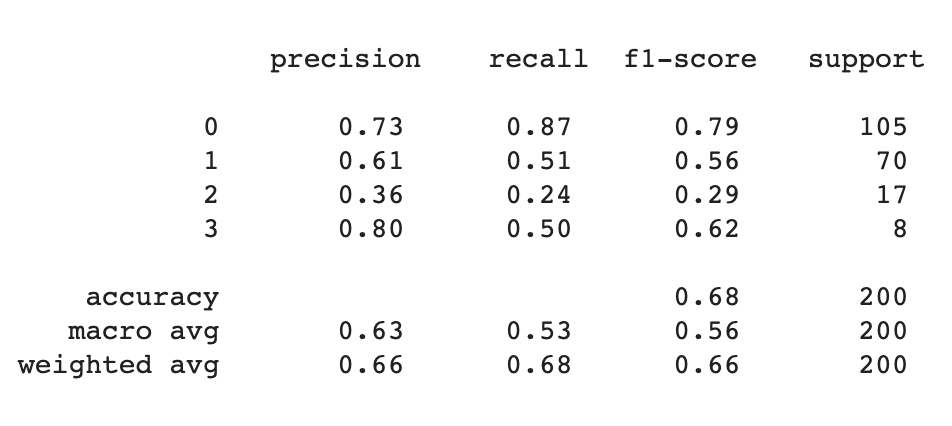 precision recall f1-score support
0 0.73 0.87 0.79 105
1 0.61 0.51 0.56 70
2 0.36 0.24 0.29 17
3 0.80 0.50 0.62 8
accuracy 0.68 200
macro avg 0.63 0.53 0.56 200
weighted avg 0.66 0.68 0.66 200